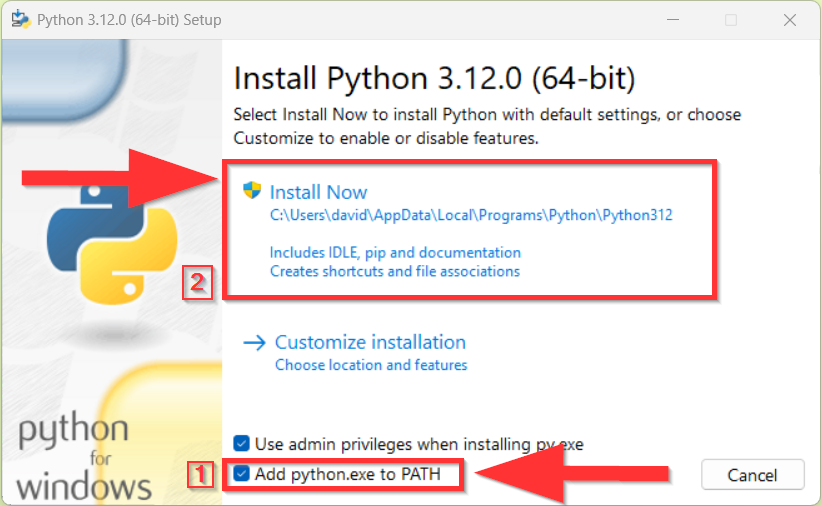 Python 3.12.0 (64-bit) Setup
Install Python 3.12.0 (64-bit)
Select Install Now to install Python with default settings, or choose
Customize to enable or disable features.
Install Now
C:\Users\david\AppData\Local\Programs\Python\Python312
Includes IDLE, pip and documentation
Creates shortcuts and file associations
2
Customize installation
Choose location and features
python
for
windows
Use admin privileges when installing py.exe
1
Add python.exe to PATH
Cancel